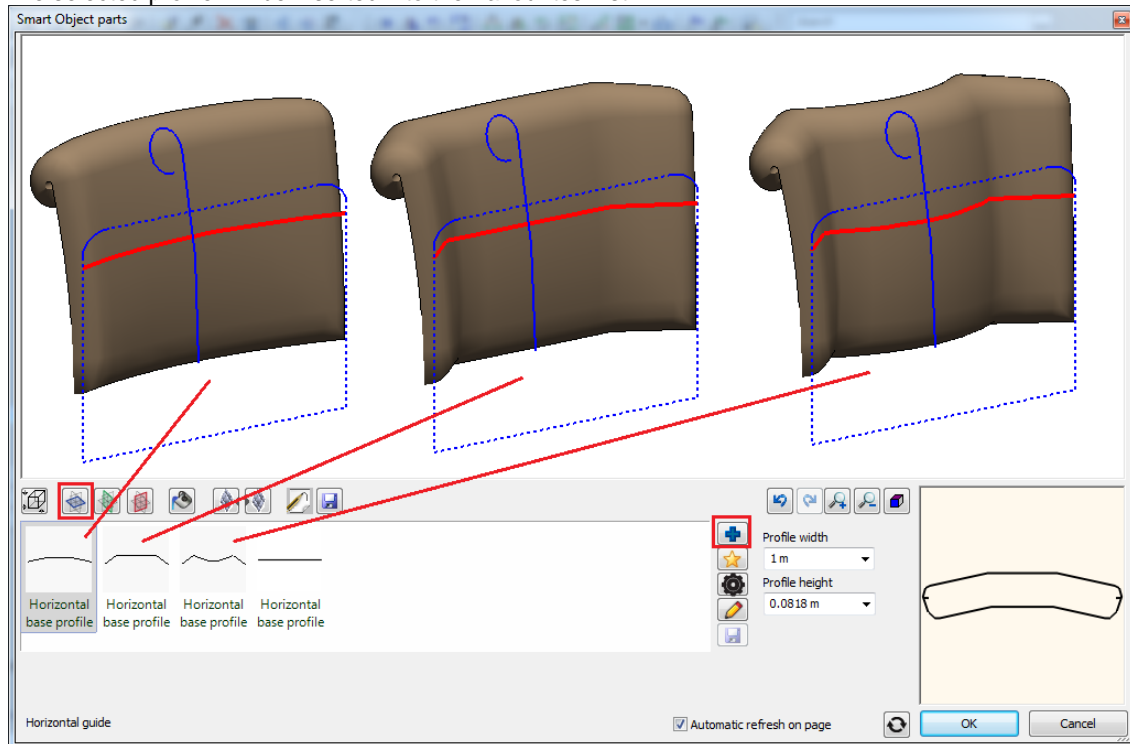 Smart Object parts
Profile width
1 m
Profile height
0.0818 m
Horizontal base profile
Horizontal base profile
Horizontal base profile
Horizontal base profile
Horizontal guide
Automatic refresh on page
OK
Cancel